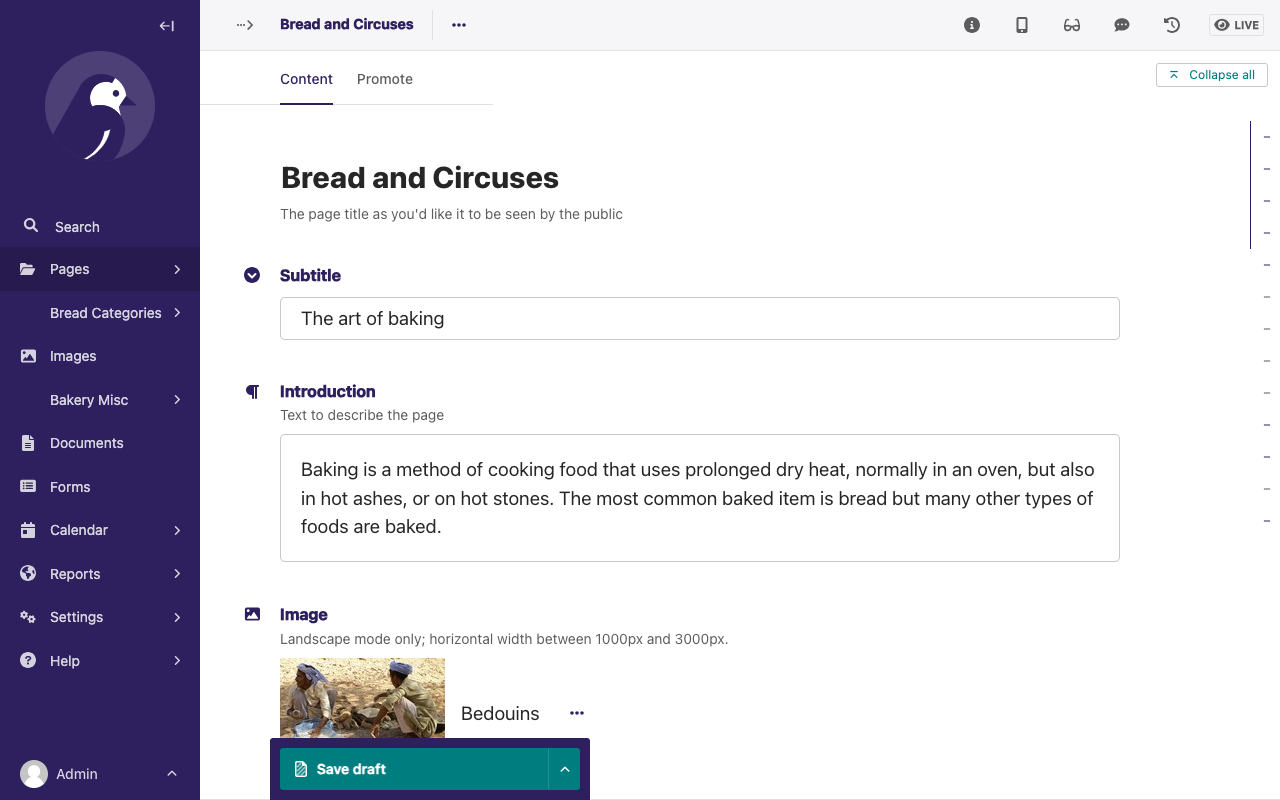 Bread and Circuses
LIVE
Content
Promote
Collapse all
Search
Pages
Bread Categories
Images
Bakery Misc
Documents
Forms
Calendar
Reports
Settings
Help
Admin
Bread and Circuses
The page title as you'd like it to be seen by the public
Subtitle
The art of baking
Introduction
Text to describe the page
Baking is a method of cooking food that uses prolonged dry heat, normally in an oven, but also
in hot ashes, or on hot stones. The most common baked item is bread but many other types of
foods are baked.
Image
Landscape mode only; horizontal width between 1000px and 3000px.
Bedouins
Save draft